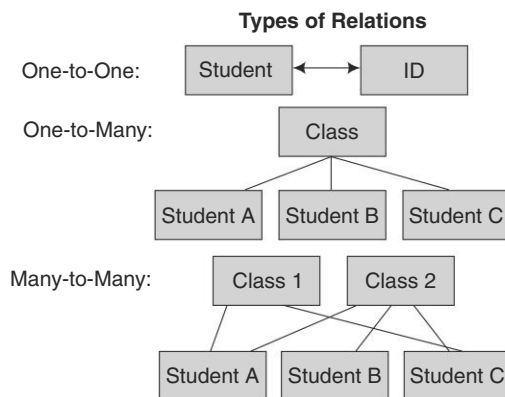 Types of Relations
One-to-One: Student ID
One-to-Many: Class
Student A Student B Student C
Many-to-Many: Class 1 Class 2
Student A Student B Student C